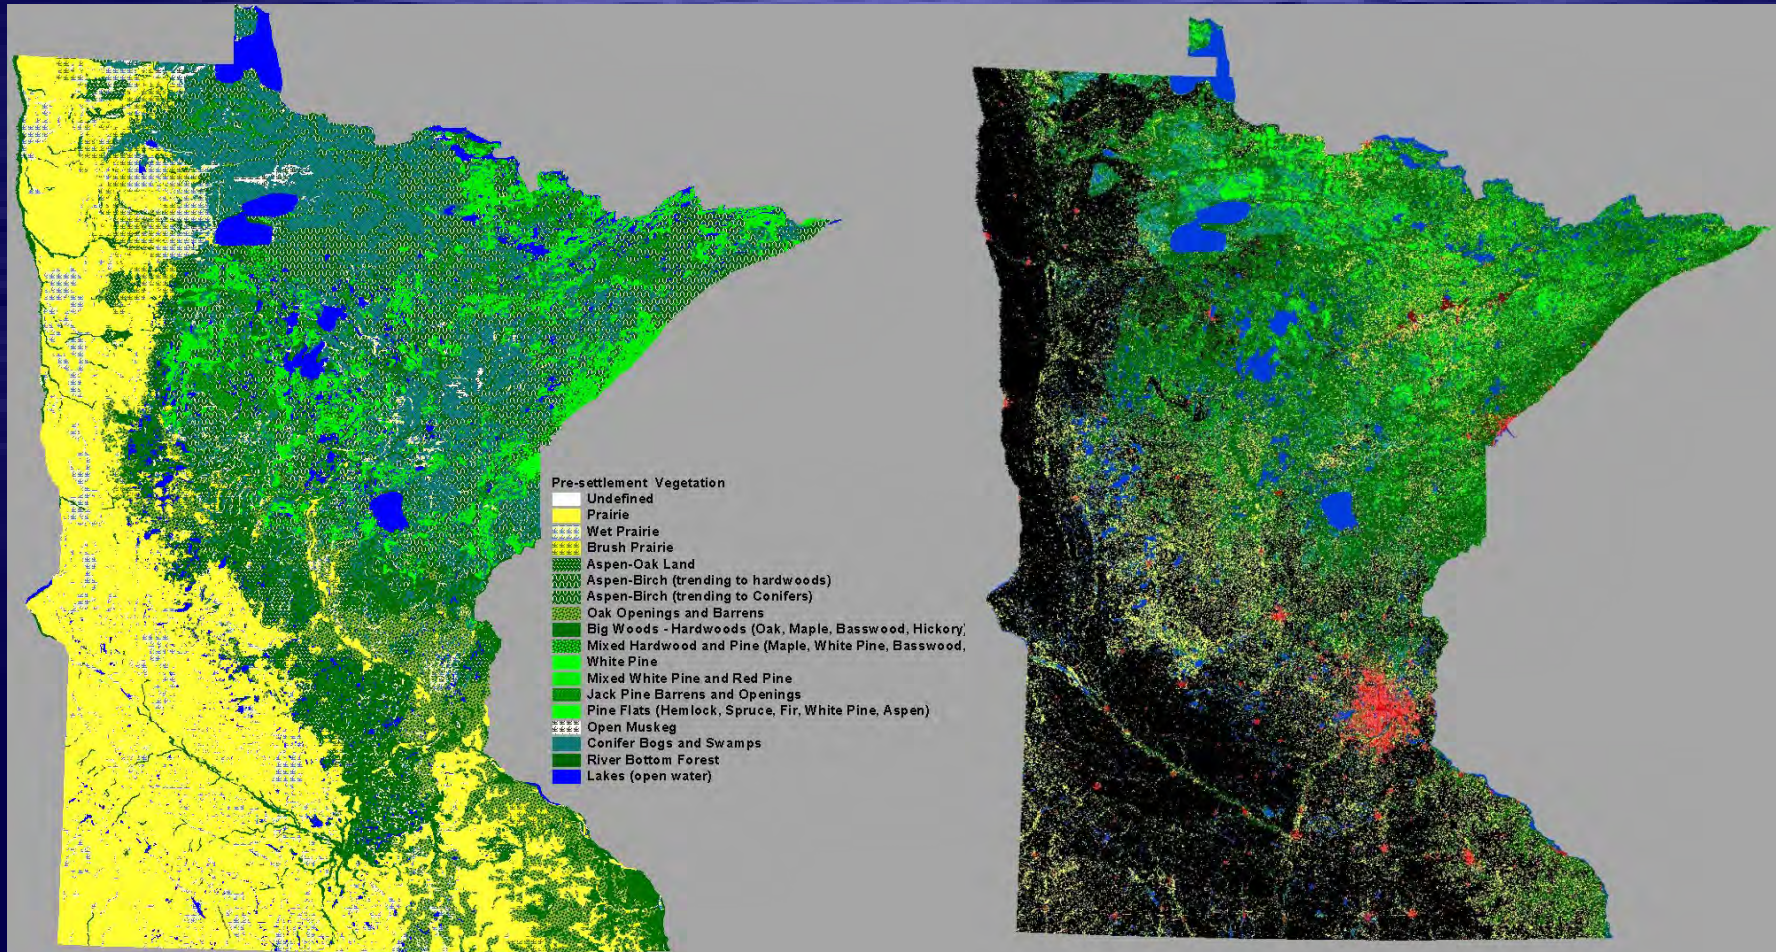 Pre-settlement Vegetation
Undefined
Prairie
Wet Prairie
Brush Prairie
Aspen-Oak Land
Aspen-Birch (trending to hardwoods)
Aspen-Birch (trending to Conifers)
Oak Openings and Barrens
Big Woods - Hardwoods (Oak, Maple, Basswood, Hickory)
Mixed Hardwood and Pine (Maple, White Pine, Basswood,
White Pine
Mixed White Pine and Red Pine
Jack Pine Barrens and Openings
Pine Flats (Hemlock, Spruce, Fir, White Pine, Aspen)
Open Muskeg
Conifer Bogs and Swamps
River Bottom Forest
Lakes (open water)